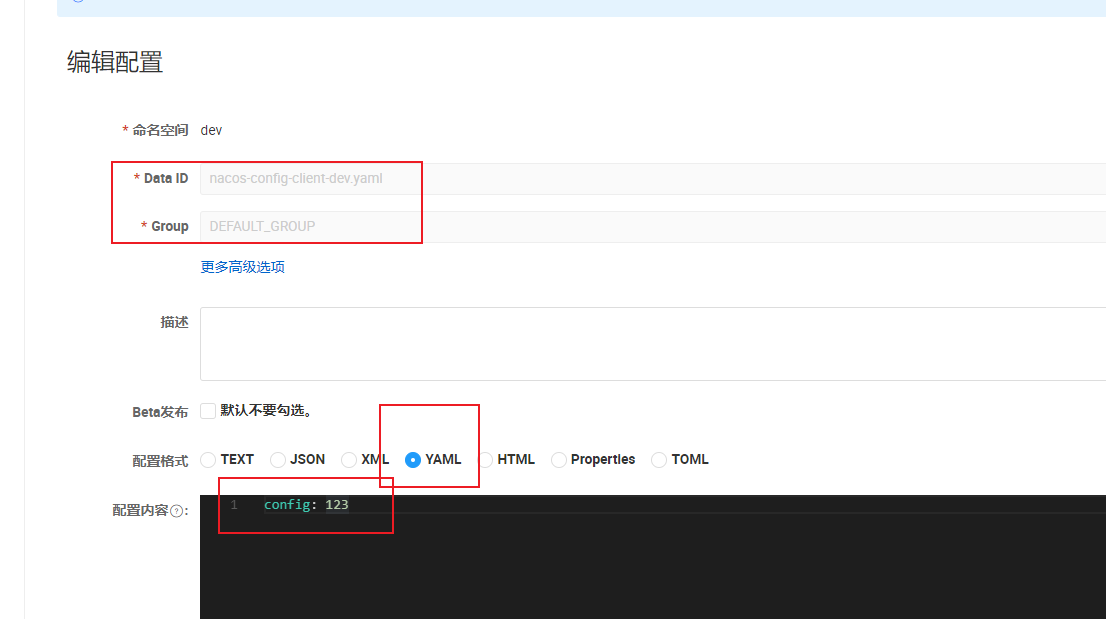 编辑配置
* 命名空间 dev
* Data ID nacos-config-client-dev.yaml
* Group DEFAULT_GROUP
更多高级选项
描述
Beta发布 默认不要勾选。
配置格式 TEXT JSON XML YAML HTML Properties TOML
配置内容?: 1 config: 123